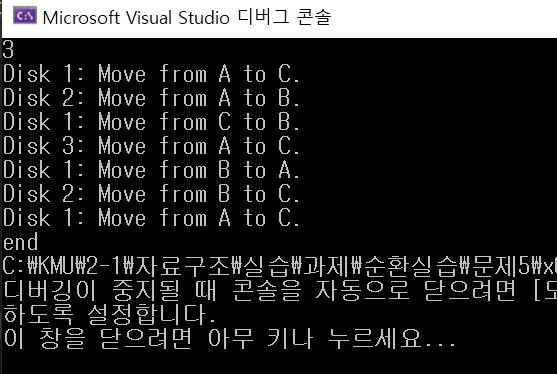 Microsoft Visual Studio 디버그 콘솔
3
Disk 1: Move from A to C.
Disk 2: Move from A to B.
Disk 1: Move from C to B.
Disk 3: Move from A to C.
Disk 1: Move from B to A.
Disk 2: Move from B to C.
Disk 1: Move from A to C.
end
C:₩KMU₩2-1₩자료구조₩실습₩과제₩순환실습₩문제5₩x
디버깅이 중지될 때 콘솔을 자동으로 닫으려면 [
하도록 설정합니다.
이 창을 닫으려면 아무 키나 누르세요...